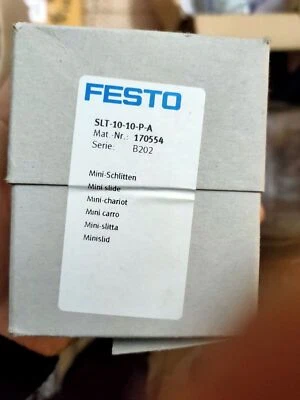 FESTO
SLT-10-10-P-A
Mat.-Nr.: 170554
Serie: B202
Mini-Schlitten
Mini slide
Mini-chariot
Mini carro
Mini-slitta
Minislid